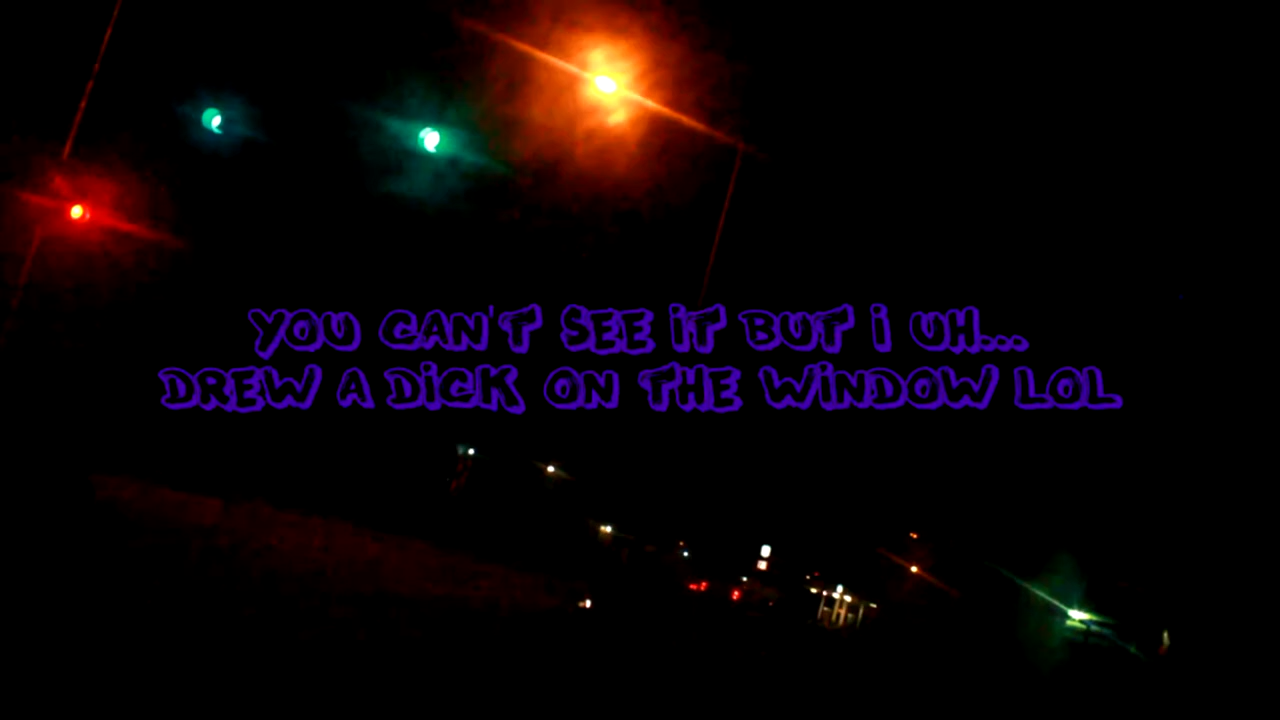 YOU CAN'T SEE IT BUT I UH...
DREW A DICK ON THE WINDOW LOL